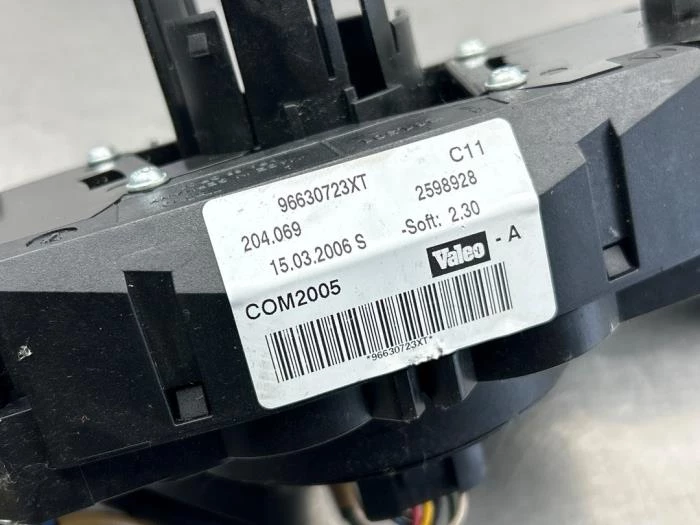 96630723XT C11
204.069 2598928
15.03.2006 S -Soft: 2.30
COM2005 Valeo - A
*96630723XT*